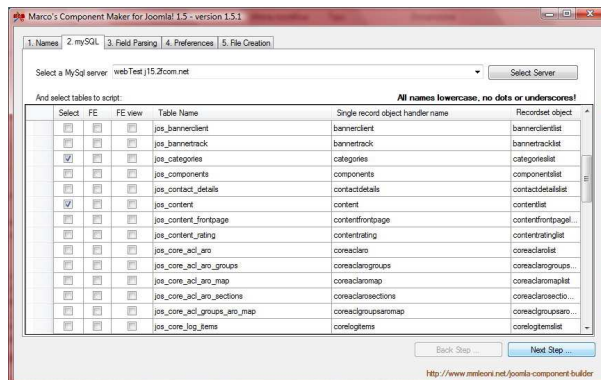 Marco's Component Maker for Joomla! 1.5 - version 1.5.1
1. Names 2. mySQL 3. Field Parsing 4. Preferences 5. File Creation
Select a MySql server webTest j15.2fcom.net Select Server
And select tables to script: All names lowercase, no dots or underscores!
Select FE FE view Table Name Single record object handler name Recordset object
jos_bannerclient bannerclient bannerclientlist
jos_bannertrack bannertrack bannertracklist
jos_categories categories categorieslist
jos_components components componentslist
jos_contact_details contactdetails contactdetailslist
jos_content content contentlist
jos_content_frontpage contentfrontpage contentfrontpagel...
jos_content_rating contentrating contentratinglist
jos_core_acl_aro coreaclaro coreaclarolist
jos_core_acl_aro_groups coreaclarogroups coreaclarogroups...
jos_core_acl_aro_map coreaclaromap coreaclaromaplist
jos_core_acl_aro_sections coreaclarosections coreaclarosectio...
jos_core_acl_groups_aro_map coreaclgroupsaromap coreaclgroupsaro...
jos_core_log_items corelogitems corelogitemslist
Back Step ... Next Step ...
http://www.mmleoni.net/joomla-component-builder